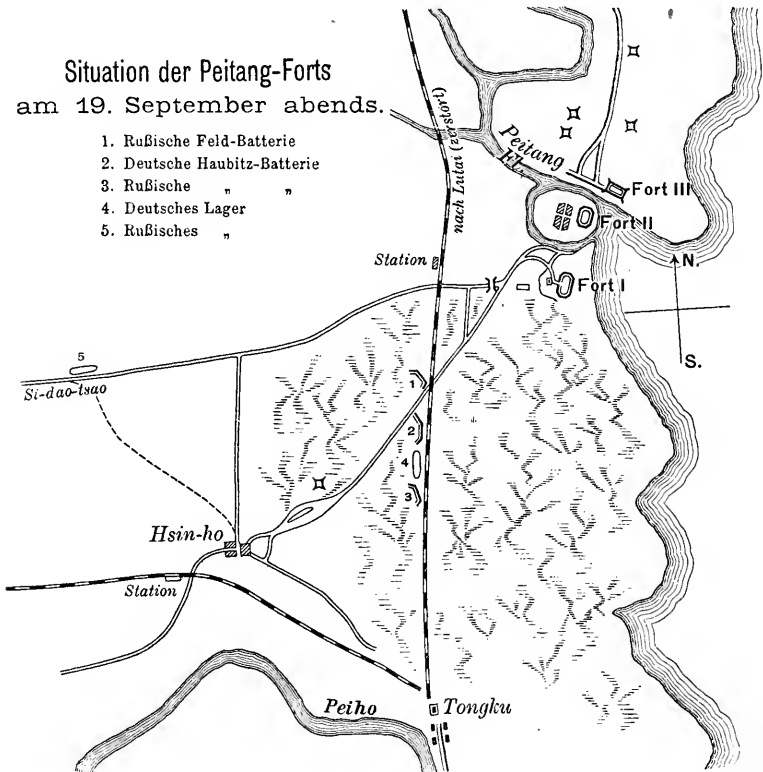 Situation der Peitang-Forts
am 19. September abends.
1. Rußische Feld-Batterie
2. Deutsche Haubitz-Batterie
3. Rußische „ „
4. Deutsches Lager
5. Rußisches „
nach Lutai (zerstört)
Peitang
Fl.
Fort III
Fort II
Station
N.
Fort I
S.
5
Si-dao-tsao
1
2
4
3
Hsin-ho
Station
Peiho
Tongku